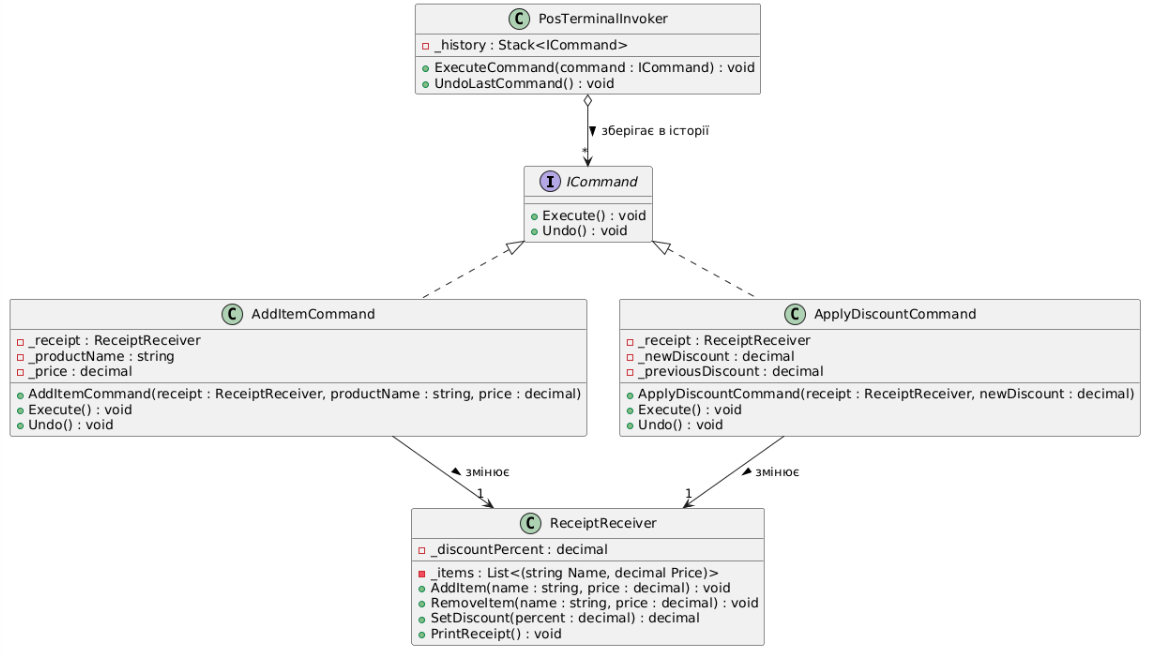 C PosTerminalInvoker
_history : Stack<ICommand>
ExecuteCommand(command : ICommand) : void
UndoLastCommand() : void
зберігає в історії
*
I ICommand
Execute() : void
Undo() : void
C AddItemCommand
_receipt : ReceiptReceiver
_productName : string
_price : decimal
AddItemCommand(receipt : ReceiptReceiver, productName : string, price : decimal)
Execute() : void
Undo() : void
C ApplyDiscountCommand
_receipt : ReceiptReceiver
_newDiscount : decimal
_previousDiscount : decimal
ApplyDiscountCommand(receipt : ReceiptReceiver, newDiscount : decimal)
Execute() : void
Undo() : void
змінює
1
змінює
1
C ReceiptReceiver
_discountPercent : decimal
_items : List<(string Name, decimal Price)>
AddItem(name : string, price : decimal) : void
RemoveItem(name : string, price : decimal) : void
SetDiscount(percent : decimal) : decimal
PrintReceipt() : void